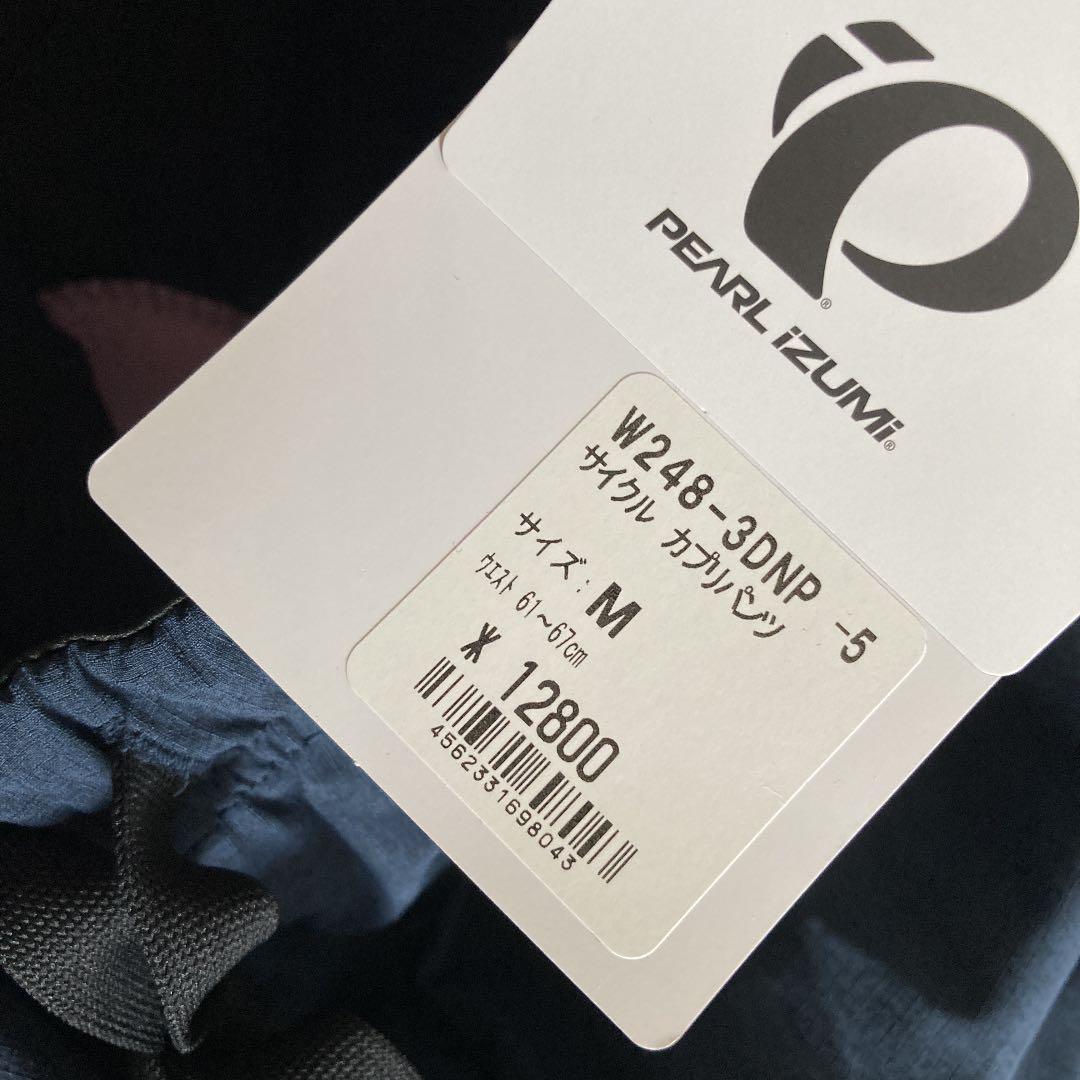 PEARL iZUMi®
®
W248-3DNP -5
サイクル カプリパンツ
サイズ: M
ウエスト 61~67cm
¥ 12800
4562331698043